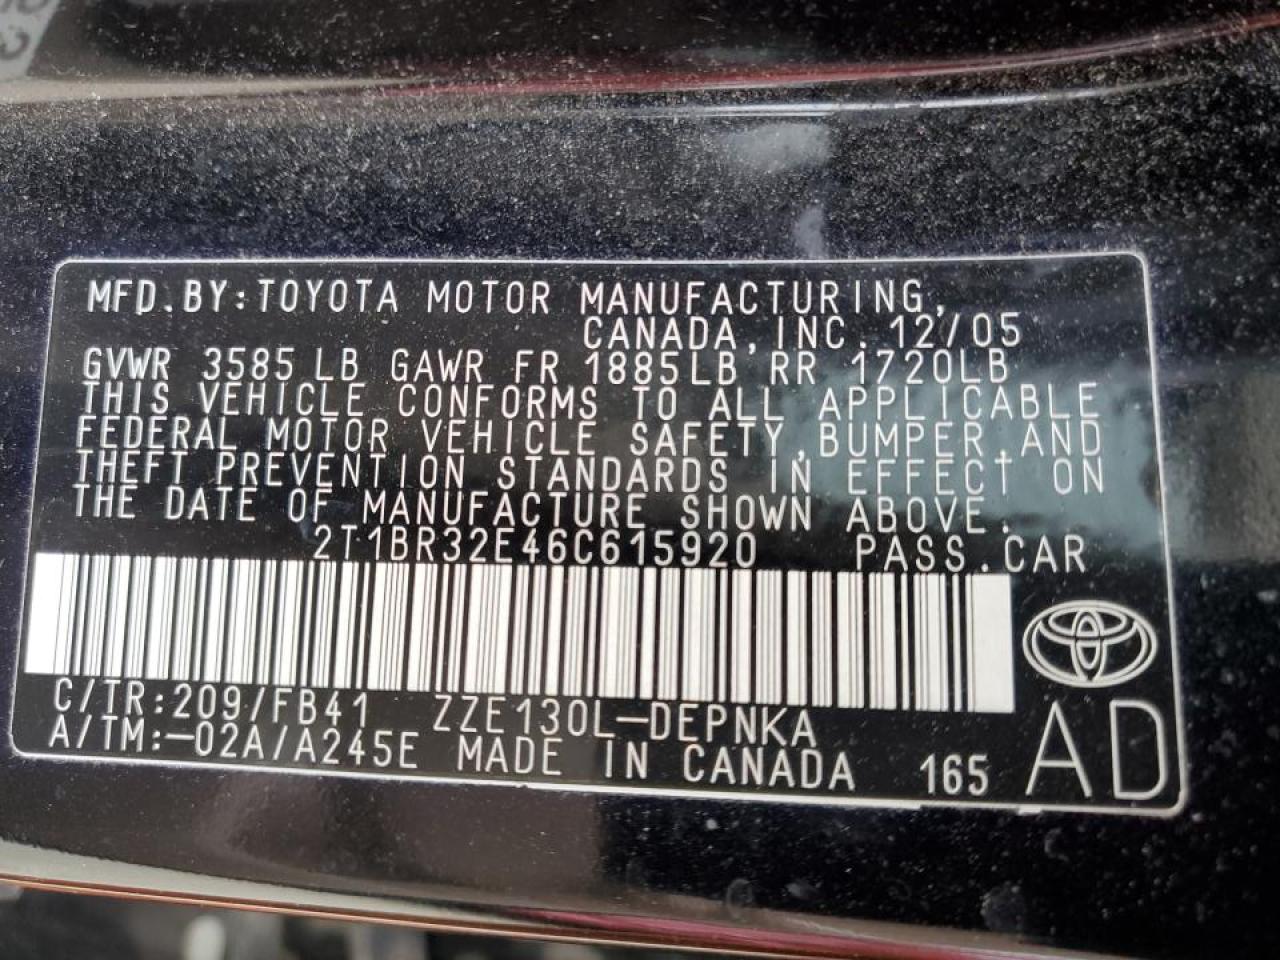 MFD.BY:TOYOTA MOTOR MANUFACTURING,
CANADA,INC. 12/05
GVWR 3585LB GAWR FR 1885LB RR 1720LB
THIS VEHICLE CONFORMS TO ALL APPLICABLE
FEDERAL MOTOR VEHICLE SAFETY,BUMPER,AND
THEFT PREVENTION STANDARDS IN EFFECT ON
THE DATE OF MANUFACTURE SHOWN ABOVE.
2T1BR32E46C615920 PASS.CAR
C/TR:209/FB41 ZZE130L-DEPNKA
A/TM:-02A/A245E MADE IN CANADA 165 AD